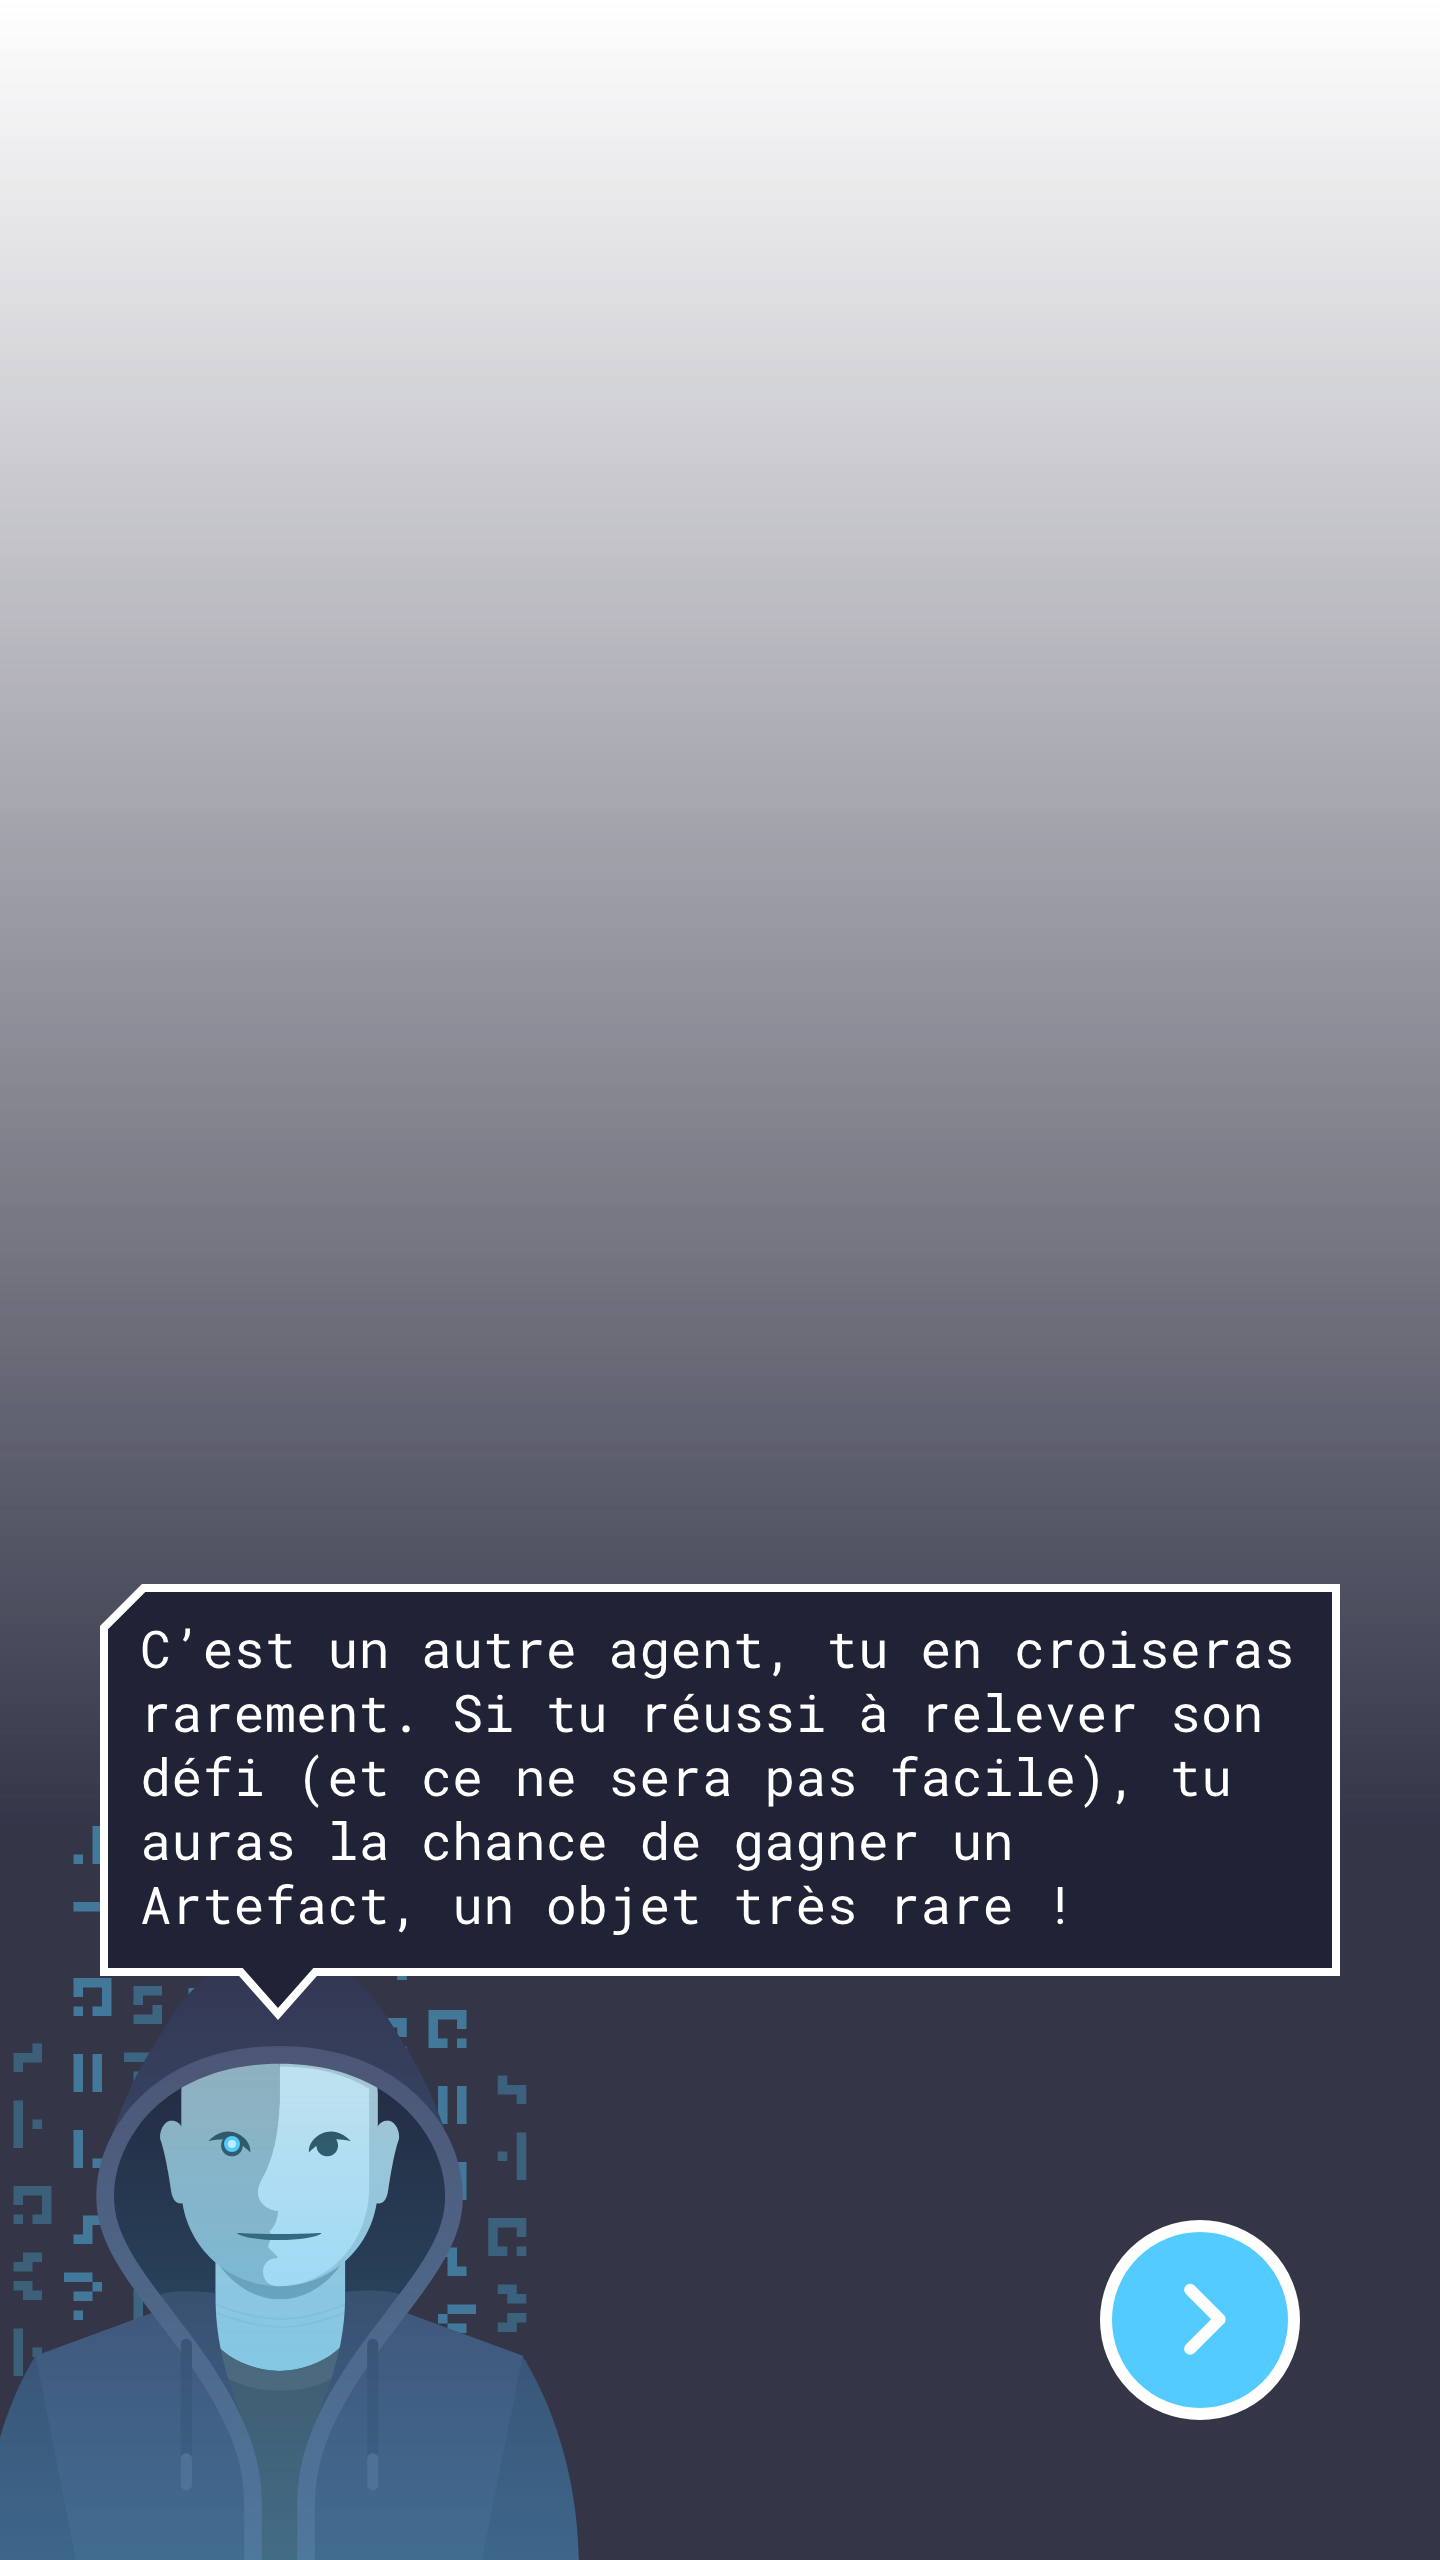 C’est un autre agent, tu en croiseras
rarement. Si tu réussi à relever son
défi (et ce ne sera pas facile), tu
auras la chance de gagner un
Artefact, un objet très rare !